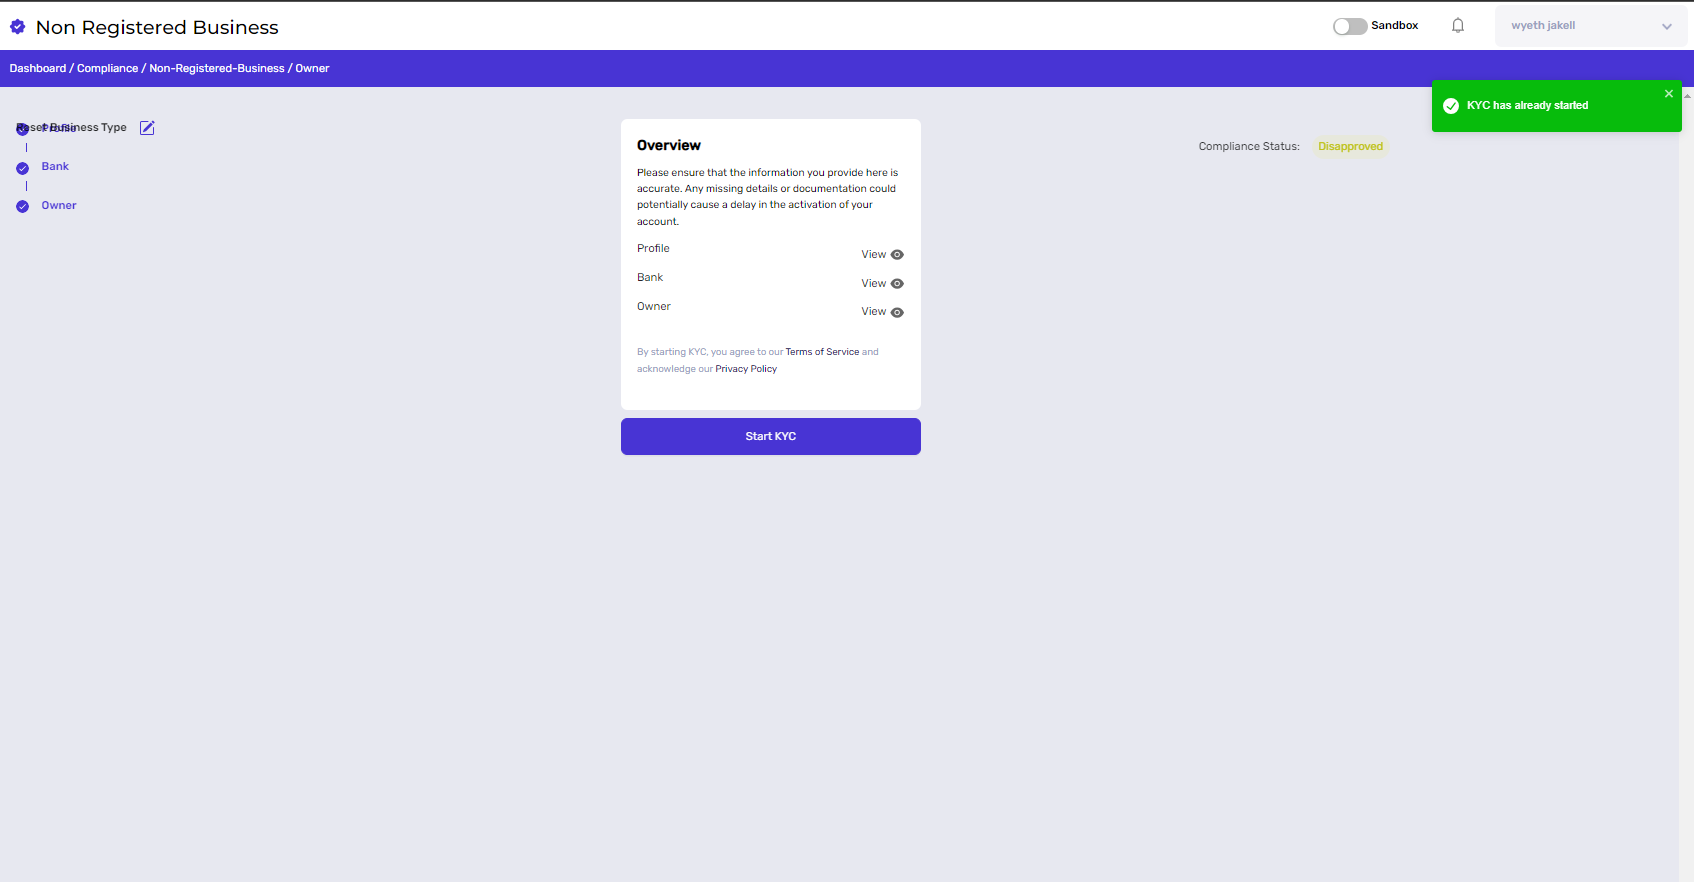 Non Registered Business
Sandbox
wyeth jakell
Dashboard / Compliance / Non-Registered-Business / Owner
KYC has already started
Reset Business Type
Profile
Bank
Owner
Overview
Please ensure that the information you provide here is
accurate. Any missing details or documentation could
potentially cause a delay in the activation of your
account.
Profile
View
Bank
View
Owner
View
By starting KYC, you agree to our Terms of Service and
acknowledge our Privacy Policy
Start KYC
Compliance Status: Disapproved